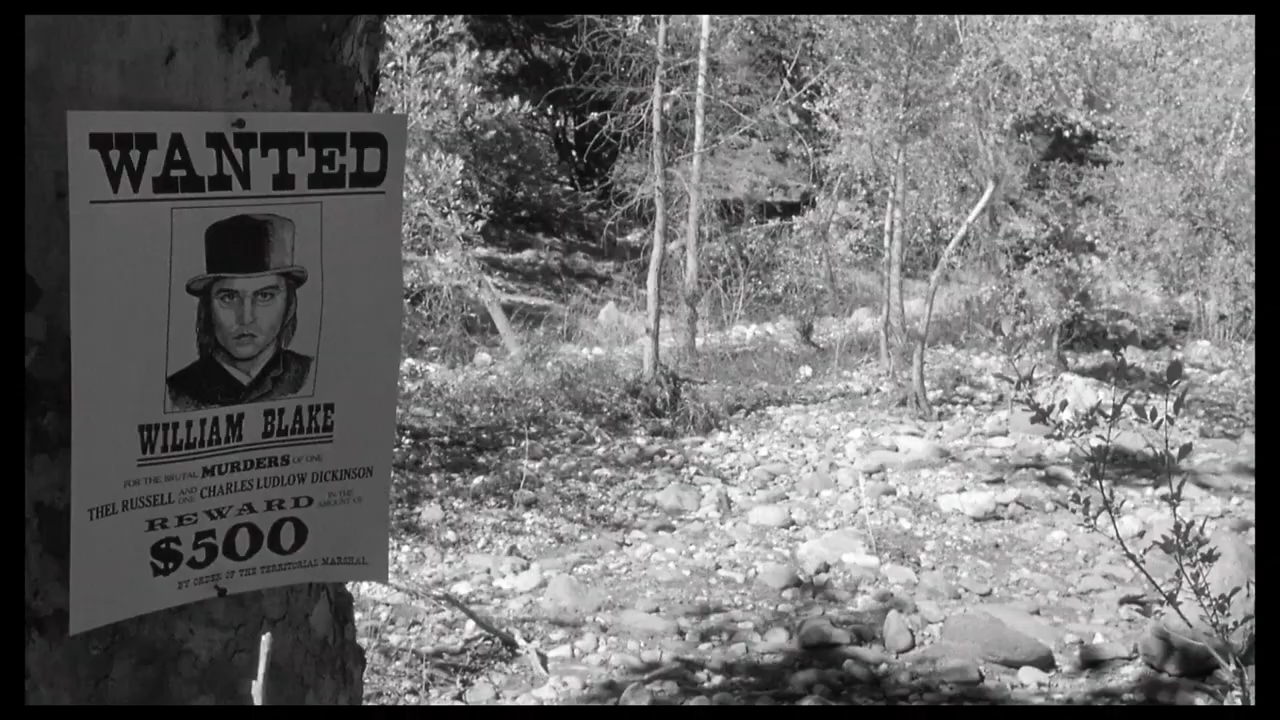 WANTED
WILLIAM BLAKE
FOR THE BRUTAL MURDERS OF ONE
THEL RUSSELL AND ONE CHARLES LUDLOW DICKINSON
REWARD IN THE AMOUNT OF
$500
BY ORDER OF THE TERRITORIAL MARSHAL